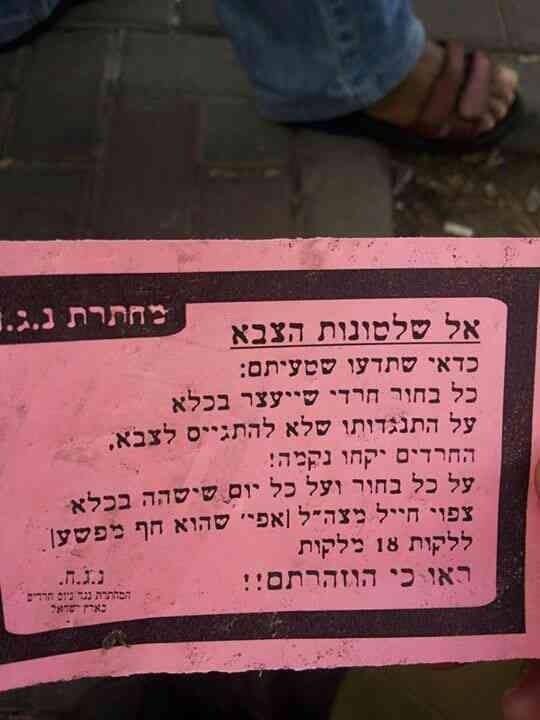 מחתרת נ.ג.
אל שלטונות הצבא
כדאי שתדעו שטעיתם:
כל בחור חרדי שייעצר בכלא
על התנגדותו שלא להתגייס לצבא,
החרדים יקחו נקמה!
על כל בחור ועל כל יום שישהה בכלא
צפוי חייל מצה"ל |אפי' שהוא חף מפשע|
ללקות 18 מלקות
ראו כי הוזהרתם!!
נ.ג.ח.
המחתרת נגד גיוס חרדים
בארץ ישראל